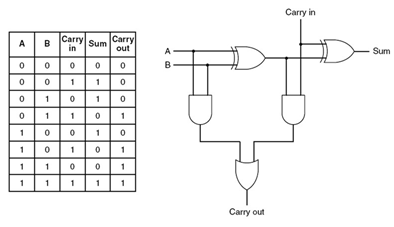 A B Carry in Sum Carry out
0 0 0 0 0
0 0 1 1 0
0 1 0 1 0
0 1 1 0 1
1 0 0 1 0
1 0 1 0 1
1 1 0 0 1
1 1 1 1 1
Carry in
A
B
Sum
Carry out